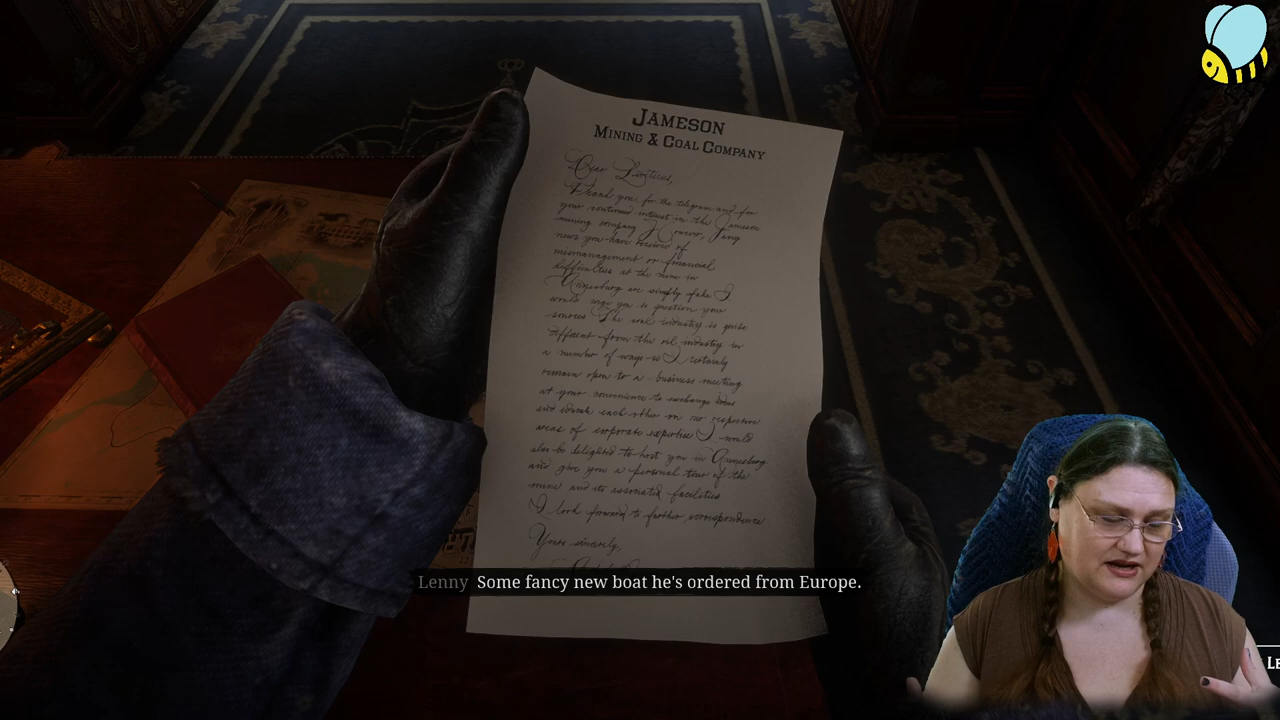 JAMESON
MINING & COAL COMPANY
Dear Leviticus,
Thank you for the telegram and for
your continued interest in the Jameson
mining company I
news you have receive of
mismanagement or financial
difficulties at the mine in
Annesburg are simply fake I
would urge you to question your
sources The coal industry is quite
different from the oil industry in
a number of ways so I certainly
remain open to a business meeting
at your convenience to exchange ideas
and educate each other on our respective
areas of corporate expertise I would
also be delighted to host you in Annesburg
and give you a personal tour of the
mine and its associated facilities
I look forward to further correspondence
Yours sincerely,
Lenny Some fancy new boat he's ordered from Europe.